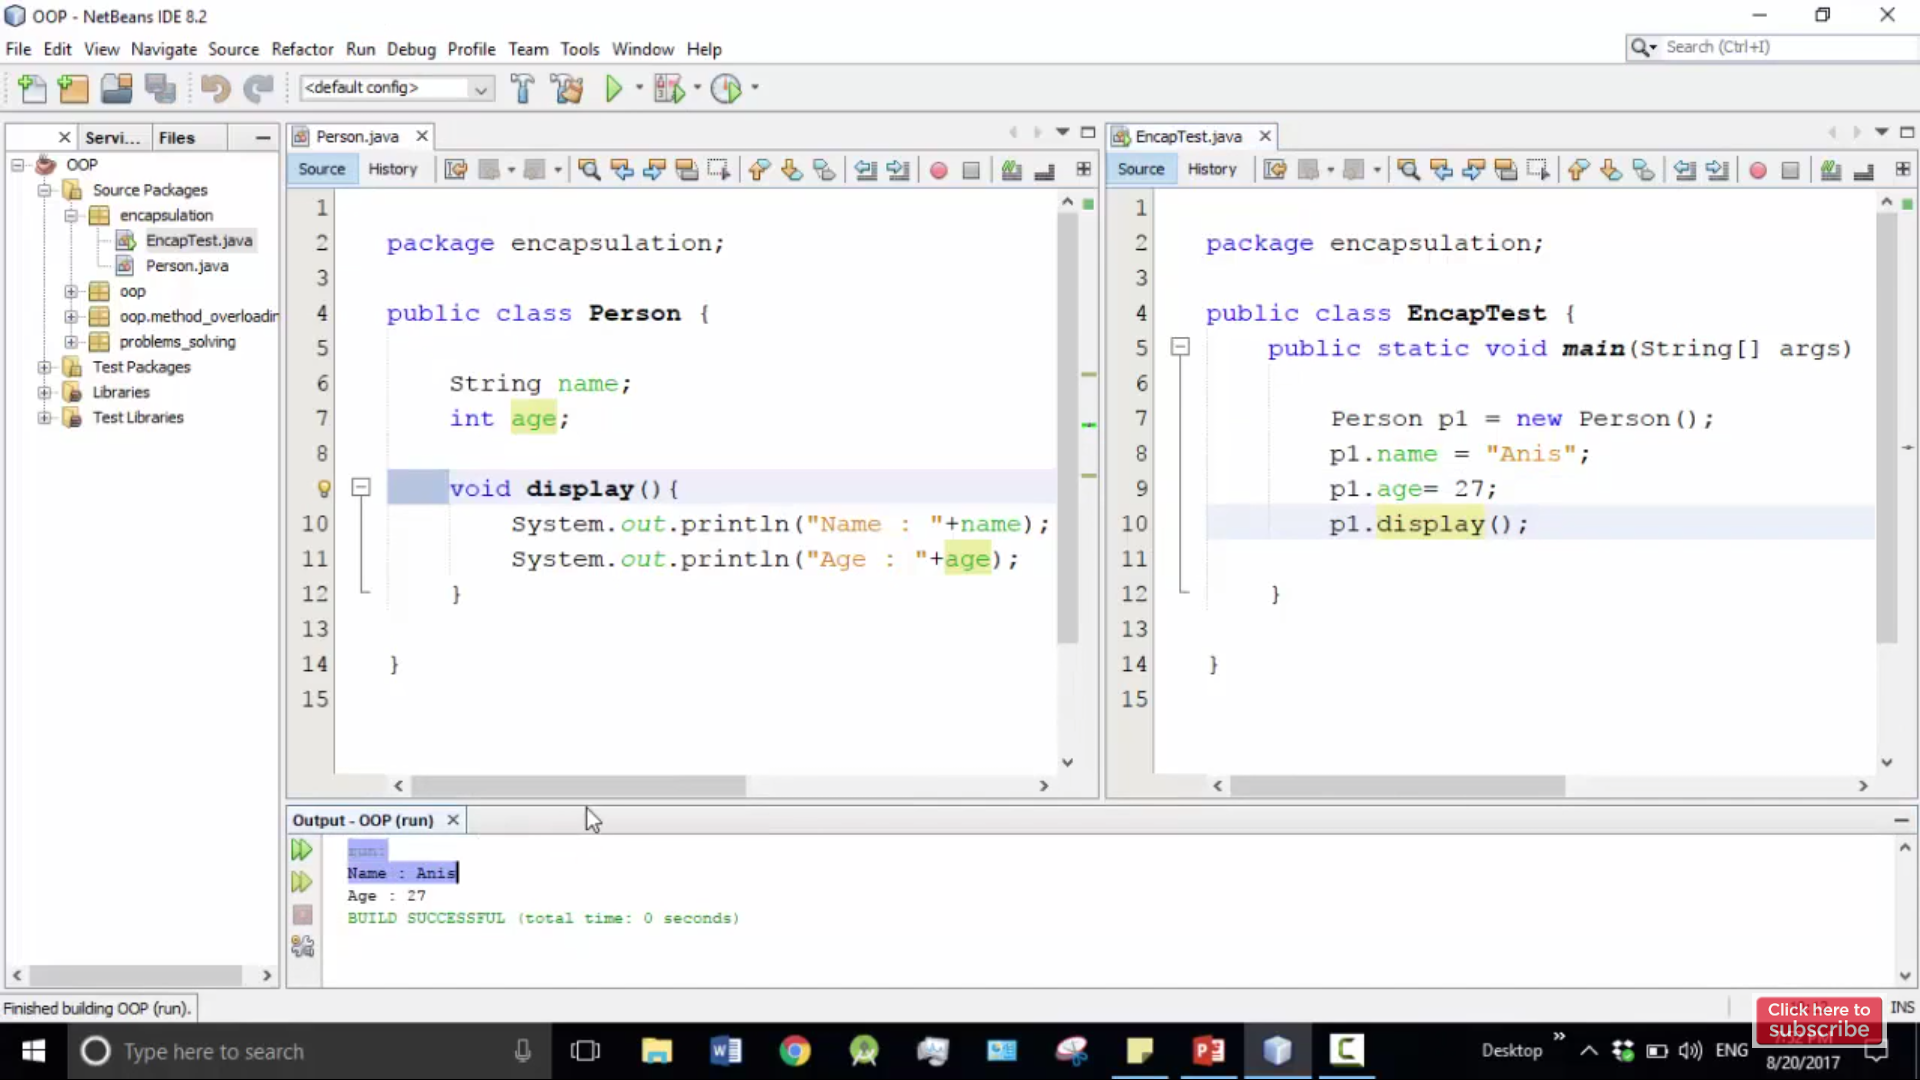 OOP - NetBeans IDE 8.2
File Edit View Navigate Source Refactor Run Debug Profile Team Tools Window Help
Search (Ctrl+I)
<default config>
Servi... Files
OOP
Source Packages
encapsulation
EncapTest.java
Person.java
oop
oop.method_overloadin
problems_solving
Test Packages
Libraries
Test Libraries
Person.java
Source History
1
2 package encapsulation;
3
4 public class Person {
5
6 String name;
7 int age;
8
void display(){
10 System.out.println("Name : "+name);
11 System.out.println("Age : "+age);
12 }
13
14 }
15
EncapTest.java
Source History
1
2 package encapsulation;
3
4 public class EncapTest {
5 public static void main(String[] args)
6
7 Person p1 = new Person();
8 p1.name = "Anis";
9 p1.age= 27;
10 p1.display();
11
12 }
13
14 }
15
Output - OOP (run)
run:
Name : Anis
Age : 27
BUILD SUCCESSFUL (total time: 0 seconds)
Finished building OOP (run).
INS
Click here to
subscribe
Type here to search
Desktop
ENG
8/20/2017